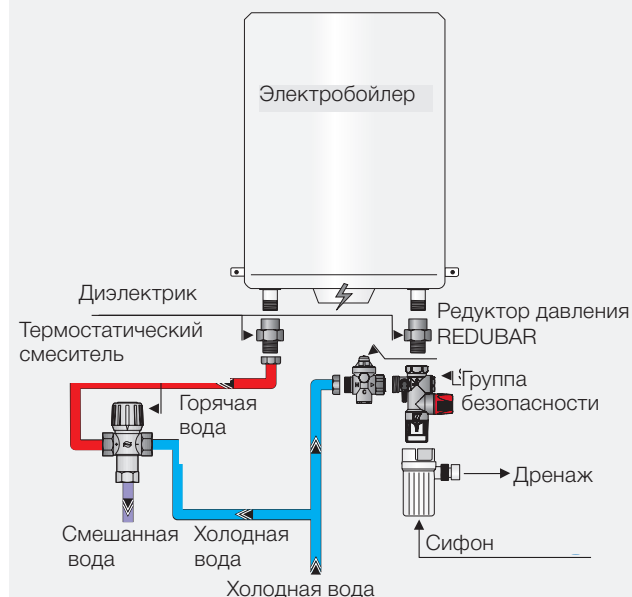 Электробойлер
Диэлектрик
Редуктор давления
REDUBAR
Термостатический
смеситель
Группа
безопасности
Горячая
вода
Дренаж
Смешанная
вода
Холодная
вода
Сифон
Холодная вода